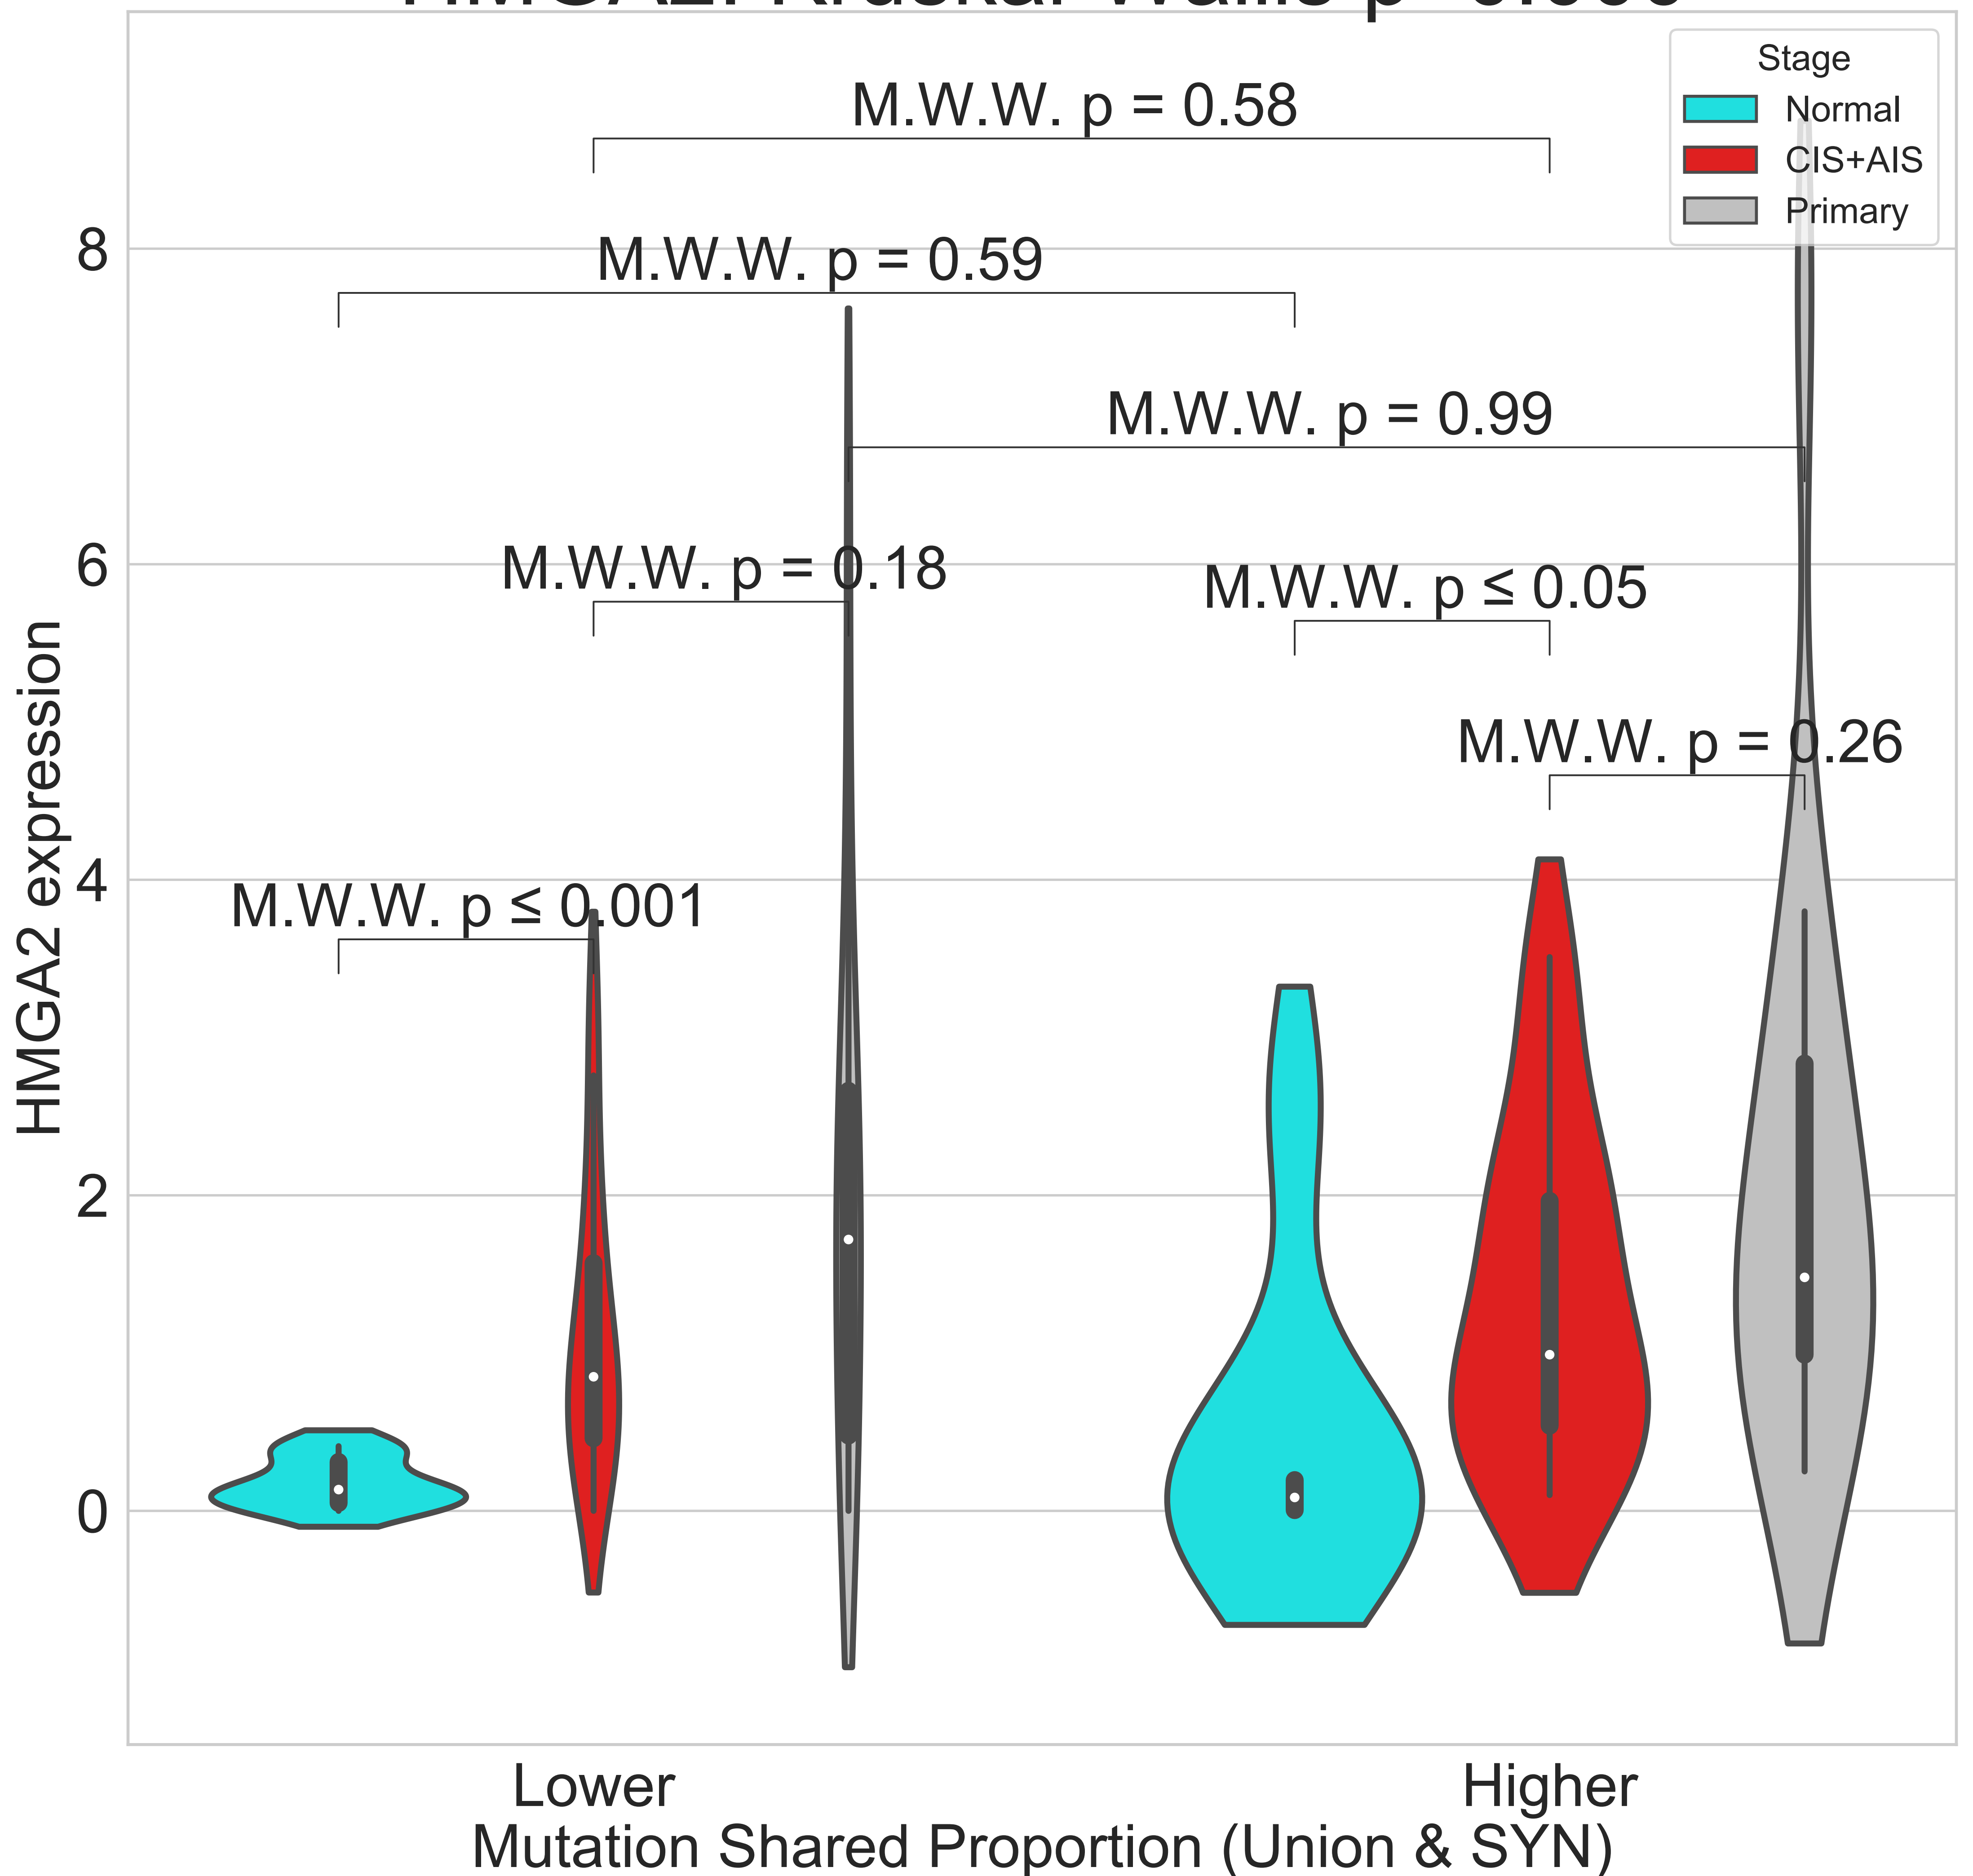 Stage
Normal
CIS+AIS
Primary
M.W.W. p = 0.58
M.W.W. p = 0.59
M.W.W. p = 0.99
M.W.W. p = 0.18
M.W.W. p ≤ 0.05
M.W.W. p = 0.26
M.W.W. p ≤ 0.001
8
6
4
2
0
HMGA2 expression
Lower
Higher
Mutation Shared Proportion (Union & SYN)